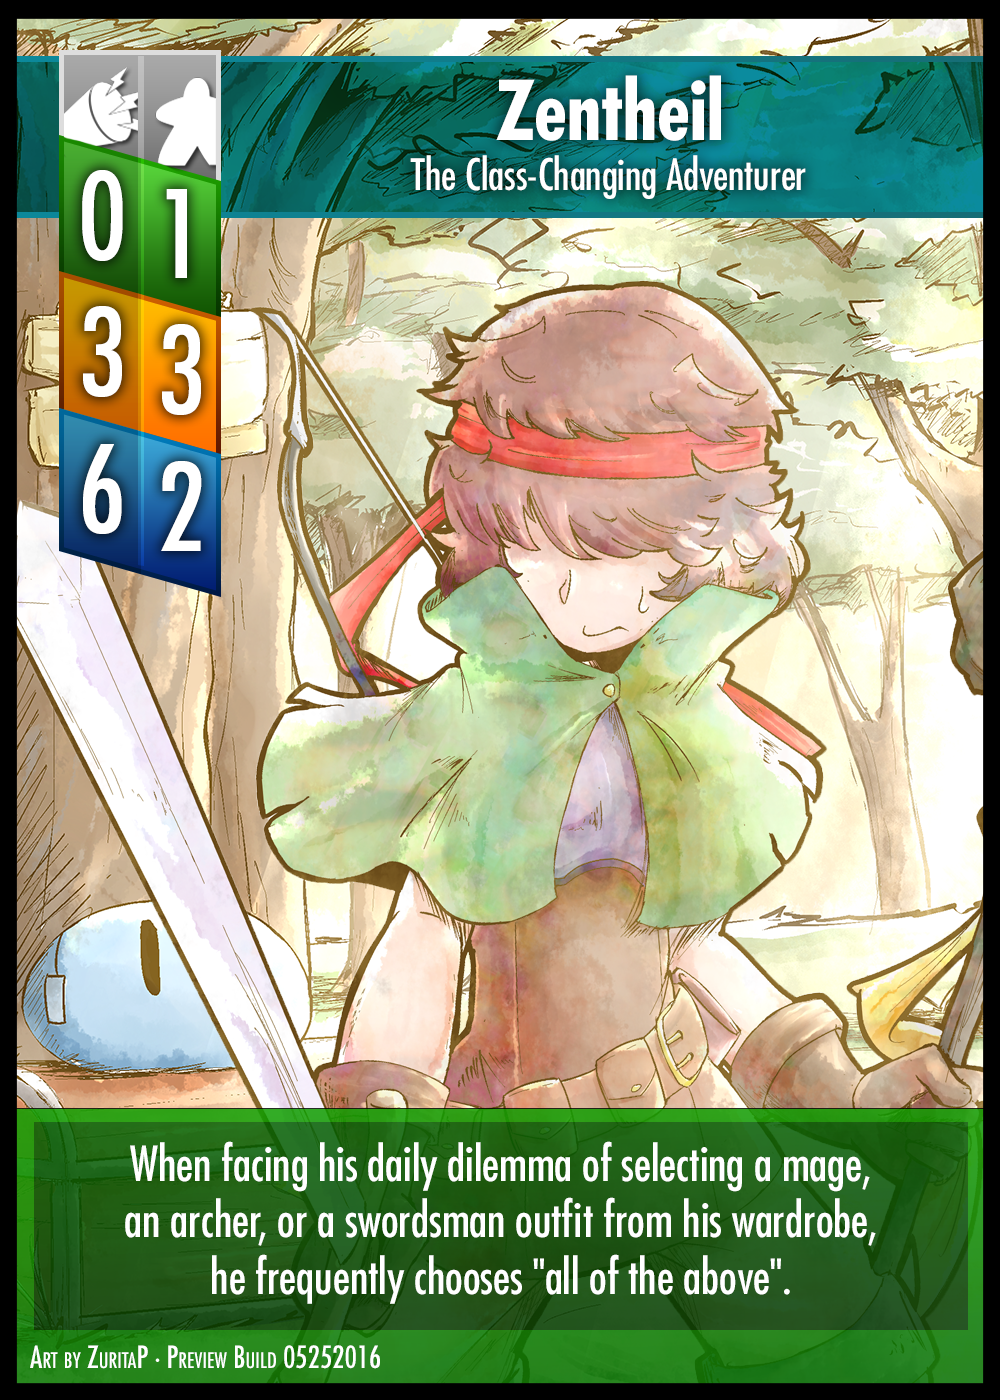 Zentheil
The Class-Changing Adventurer
0 1
3 3
6 2
When facing his daily dilemma of selecting a mage,
an archer, or a swordsman outfit from his wardrobe,
he frequently chooses "all of the above".
Art by ZuritaP · Preview Build 05252016